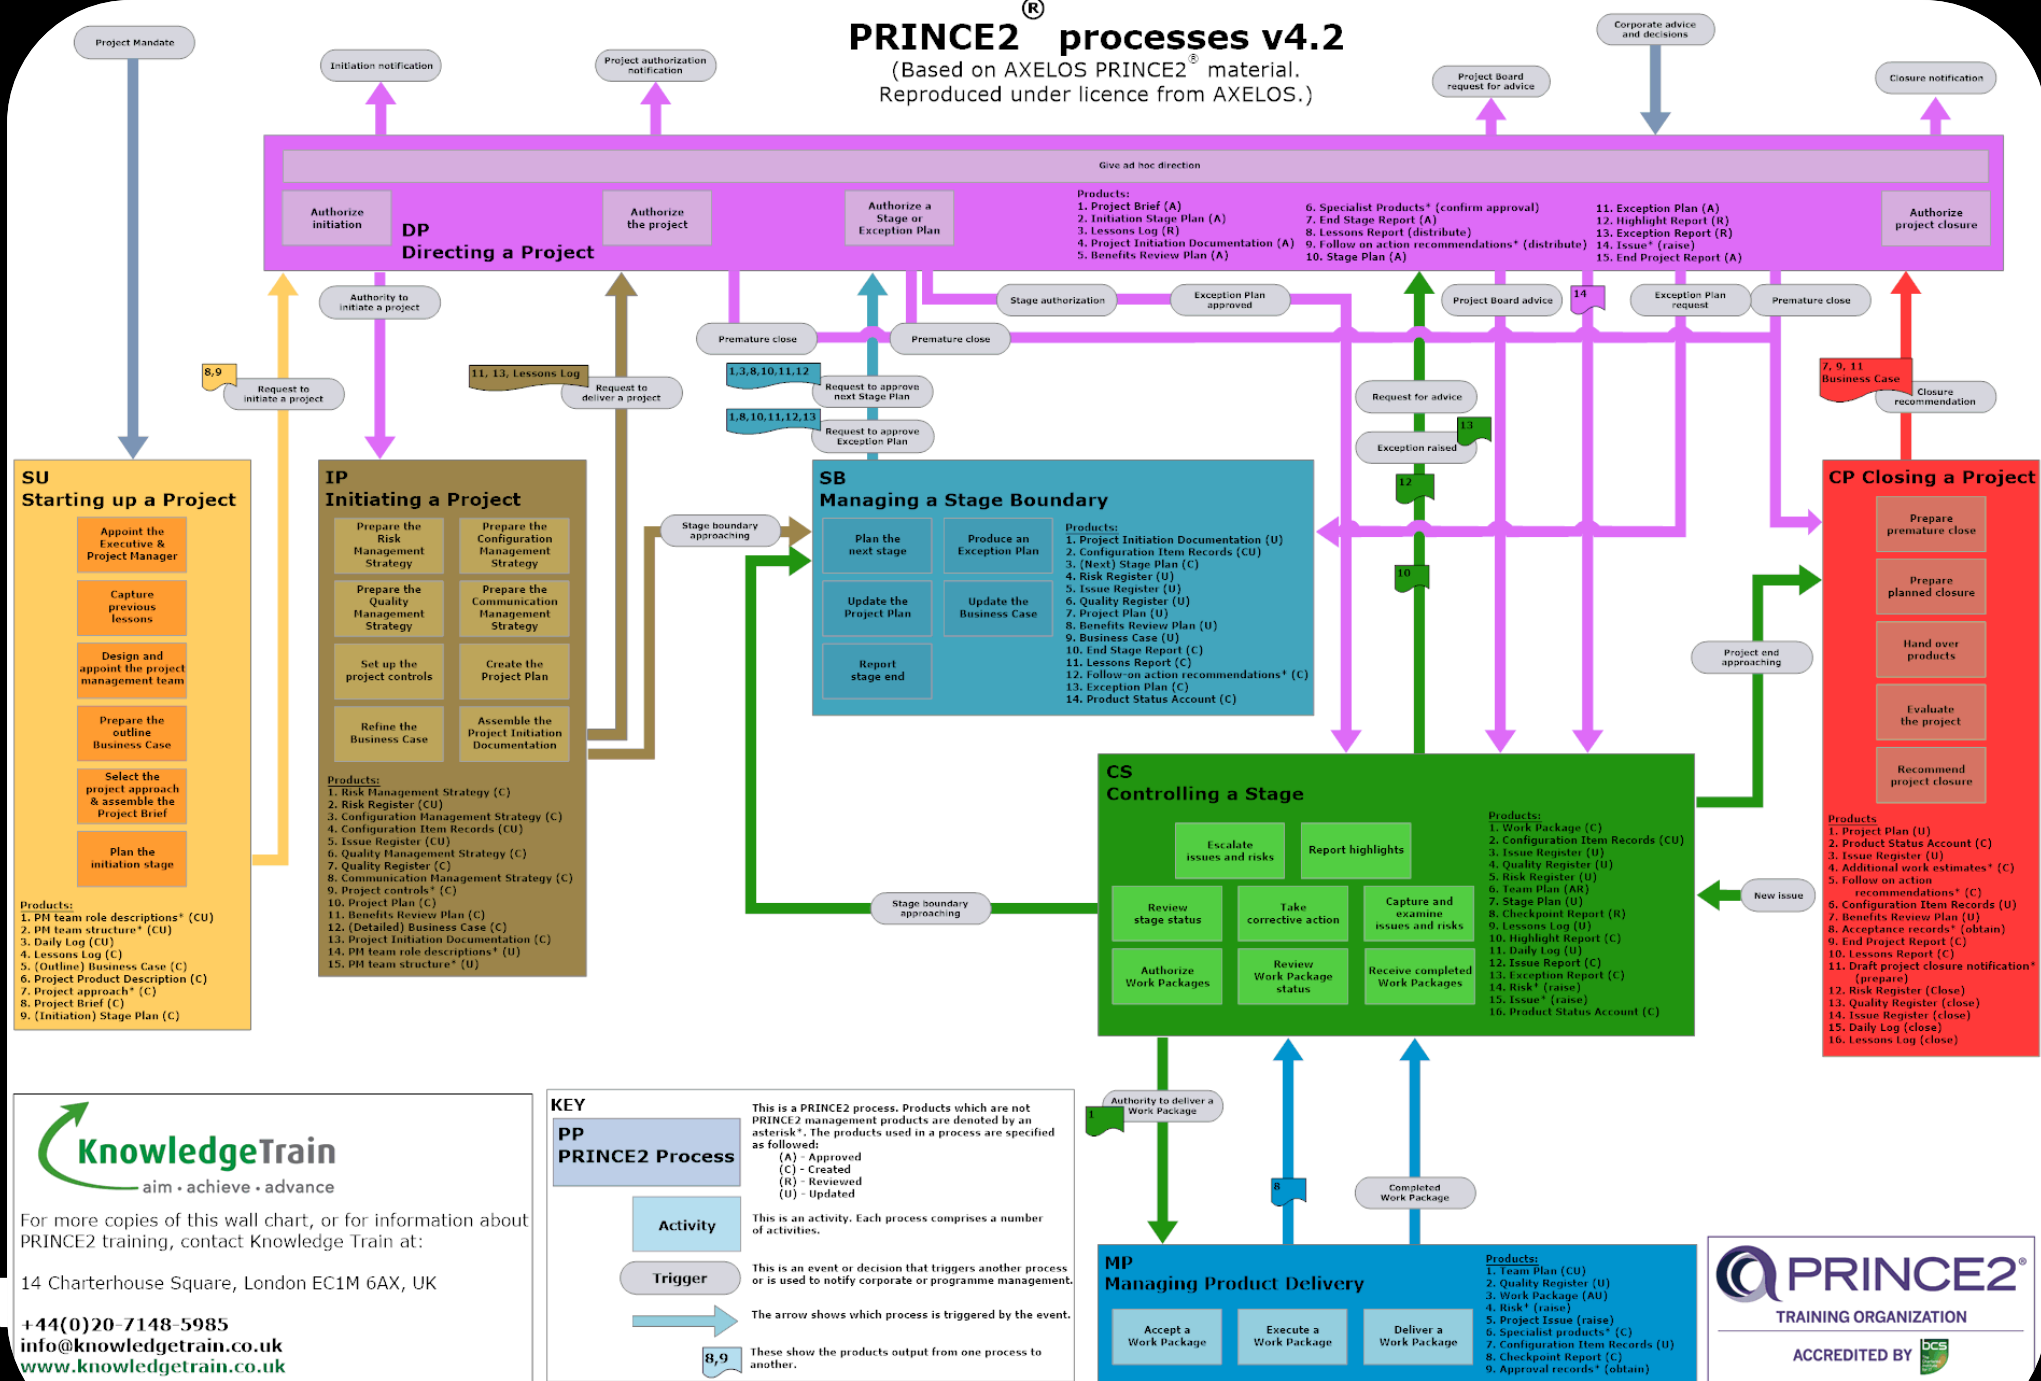 PRINCE2® processes v4.2
(Based on AXELOS PRINCE2® material.
Reproduced under licence from AXELOS.)
Project Mandate
Initiation notification
Project authorization
notification
Project Board
request for advice
Corporate advice
and decisions
Closure notification
Give ad hoc direction
Authorize
initiation
DP
Directing a Project
Authorize
the project
Authorize a
Stage or
Exception Plan
Products:
1. Project Brief (A)
2. Initiation Stage Plan (A)
3. Lessons Log (R)
4. Project Initiation Documentation (A)
5. Benefits Review Plan (A)
6. Specialist Products* (confirm approval)
7. End Stage Report (A)
8. Lessons Report (distribute)
9. Follow on action recommendations* (distribute)
10. Stage Plan (A)
11. Exception Plan (A)
12. Highlight Report (R)
13. Exception Report (R)
14. Issue* (raise)
15. End Project Report (A)
Authorize
project closure
Authority to
initiate a project
Stage authorization
Exception Plan
approved
Project Board advice
14
Exception Plan
request
Premature close
Premature close
Premature close
8,9
Request to
initiate a project
11, 13, Lessons Log
Request to
deliver a project
1,3,8,10,11,12
Request to approve
next Stage Plan
1,8,10,11,12,13
Request to approve
Exception Plan
Request for advice
13
Exception raised
12
10
7, 9, 11
Business Case
Closure
recommendation
SU
Starting up a Project
Appoint the
Executive &
Project Manager
Capture
previous
lessons
Design and
appoint the project
management team
Prepare the
outline
Business Case
Select the
project approach
& assemble the
Project Brief
Plan the
initiation stage
Products:
1. PM team role descriptions* (CU)
2. PM team structure* (CU)
3. Daily Log (CU)
4. Lessons Log (C)
5. (Outline) Business Case (C)
6. Project Product Description (C)
7. Project approach* (C)
8. Project Brief (C)
9. (Initiation) Stage Plan (C)
IP
Initiating a Project
Prepare the
Risk
Management
Strategy
Prepare the
Configuration
Management
Strategy
Prepare the
Quality
Management
Strategy
Prepare the
Communication
Management
Strategy
Set up the
project controls
Create the
Project Plan
Refine the
Business Case
Assemble the
Project Initiation
Documentation
Products:
1. Risk Management Strategy (C)
2. Risk Register (CU)
3. Configuration Management Strategy (C)
4. Configuration Item Records (CU)
5. Issue Register (CU)
6. Quality Management Strategy (C)
7. Quality Register (C)
8. Communication Management Strategy (C)
9. Project controls* (C)
10. Project Plan (C)
11. Benefits Review Plan (C)
12. (Detailed) Business Case (C)
13. Project Initiation Documentation (C)
14. PM team role descriptions* (U)
15. PM team structure* (U)
Stage boundary
approaching
SB
Managing a Stage Boundary
Plan the
next stage
Produce an
Exception Plan
Update the
Project Plan
Update the
Business Case
Report
stage end
Products:
1. Project Initiation Documentation (U)
2. Configuration Item Records (CU)
3. (Next) Stage Plan (C)
4. Risk Register (U)
5. Issue Register (U)
6. Quality Register (U)
7. Project Plan (U)
8. Benefits Review Plan (U)
9. Business Case (U)
10. End Stage Report (C)
11. Lessons Report (C)
12. Follow-on action recommendations* (C)
13. Exception Plan (C)
14. Product Status Account (C)
Stage boundary
approaching
CS
Controlling a Stage
Escalate
issues and risks
Report highlights
Review
stage status
Take
corrective action
Capture and
examine
issues and risks
Authorize
Work Packages
Review
Work Package
status
Receive completed
Work Packages
Products:
1. Work Package (C)
2. Configuration Item Records (CU)
3. Issue Register (U)
4. Quality Register (U)
5. Risk Register (U)
6. Team Plan (AR)
7. Stage Plan (U)
8. Checkpoint Report (R)
9. Lessons Log (U)
10. Highlight Report (C)
11. Daily Log (U)
12. Issue Report (C)
13. Exception Report (C)
14. Risk* (raise)
15. Issue* (raise)
16. Product Status Account (C)
Project end
approaching
New issue
CP Closing a Project
Prepare
premature close
Prepare
planned closure
Hand over
products
Evaluate
the project
Recommend
project closure
Products
1. Project Plan (U)
2. Product Status Account (C)
3. Issue Register (U)
4. Additional work estimates* (C)
5. Follow on action
recommendations* (C)
6. Configuration Item Records (U)
7. Benefits Review Plan (U)
8. Acceptance records* (obtain)
9. End Project Report (C)
10. Lessons Report (C)
11. Draft project closure notification*
(prepare)
12. Risk Register (Close)
13. Quality Register (close)
14. Issue Register (close)
15. Daily Log (close)
16. Lessons Log (close)
1
Authority to deliver a
Work Package
8
Completed
Work Package
MP
Managing Product Delivery
Accept a
Work Package
Execute a
Work Package
Deliver a
Work Package
Products:
1. Team Plan (CU)
2. Quality Register (U)
3. Work Package (AU)
4. Risk* (raise)
5. Project Issue (raise)
6. Specialist products* (C)
7. Configuration Item Records (U)
8. Checkpoint Report (C)
9. Approval records* (obtain)
KnowledgeTrain
aim · achieve · advance
For more copies of this wall chart, or for information about
PRINCE2 training, contact Knowledge Train at:
14 Charterhouse Square, London EC1M 6AX, UK
+44(0)20-7148-5985
info@knowledgetrain.co.uk
www.knowledgetrain.co.uk
KEY
PP
PRINCE2 Process
This is a PRINCE2 process. Products which are not
PRINCE2 management products are denoted by an
asterisk*. The products used in a process are specified
as followed:
(A) - Approved
(C) - Created
(R) - Reviewed
(U) - Updated
Activity
This is an activity. Each process comprises a number
of activities.
Trigger
This is an event or decision that triggers another process
or is used to notify corporate or programme management.
The arrow shows which process is triggered by the event.
8,9
These show the products output from one process to
another.
PRINCE2®
TRAINING ORGANIZATION
ACCREDITED BY
bcs